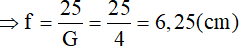 ⇒ f = 25/G = 25/4 = 6,25(cm)